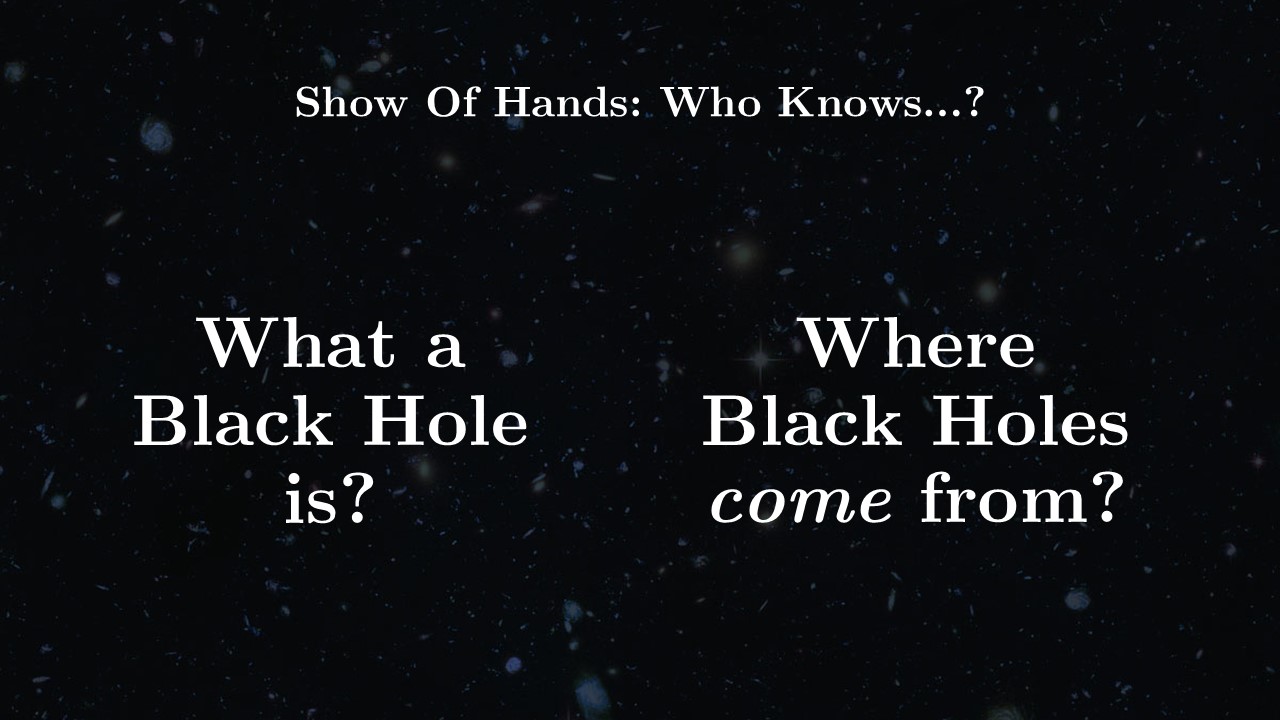 Show Of Hands: Who Knows...?
What a
Black Hole
is?
Where
Black Holes
come from?